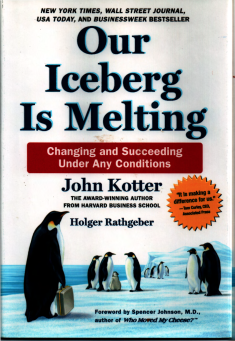 NEW YORK TIMES, WALL STREET JOURNAL,
USA TODAY, AND BUSINESSWEEK BESTSELLER
Our
Iceberg
Is Melting
Changing and Succeeding
Under Any Conditions
John Kotter
THE AWARD-WINNING AUTHOR
FROM HARVARD BUSINESS SCHOOL
Holger Rathgeber
"It is making a
difference for us."
Associated Press
Foreword by Spencer Johnson, M.D.,
author of Who Moved My Cheese?